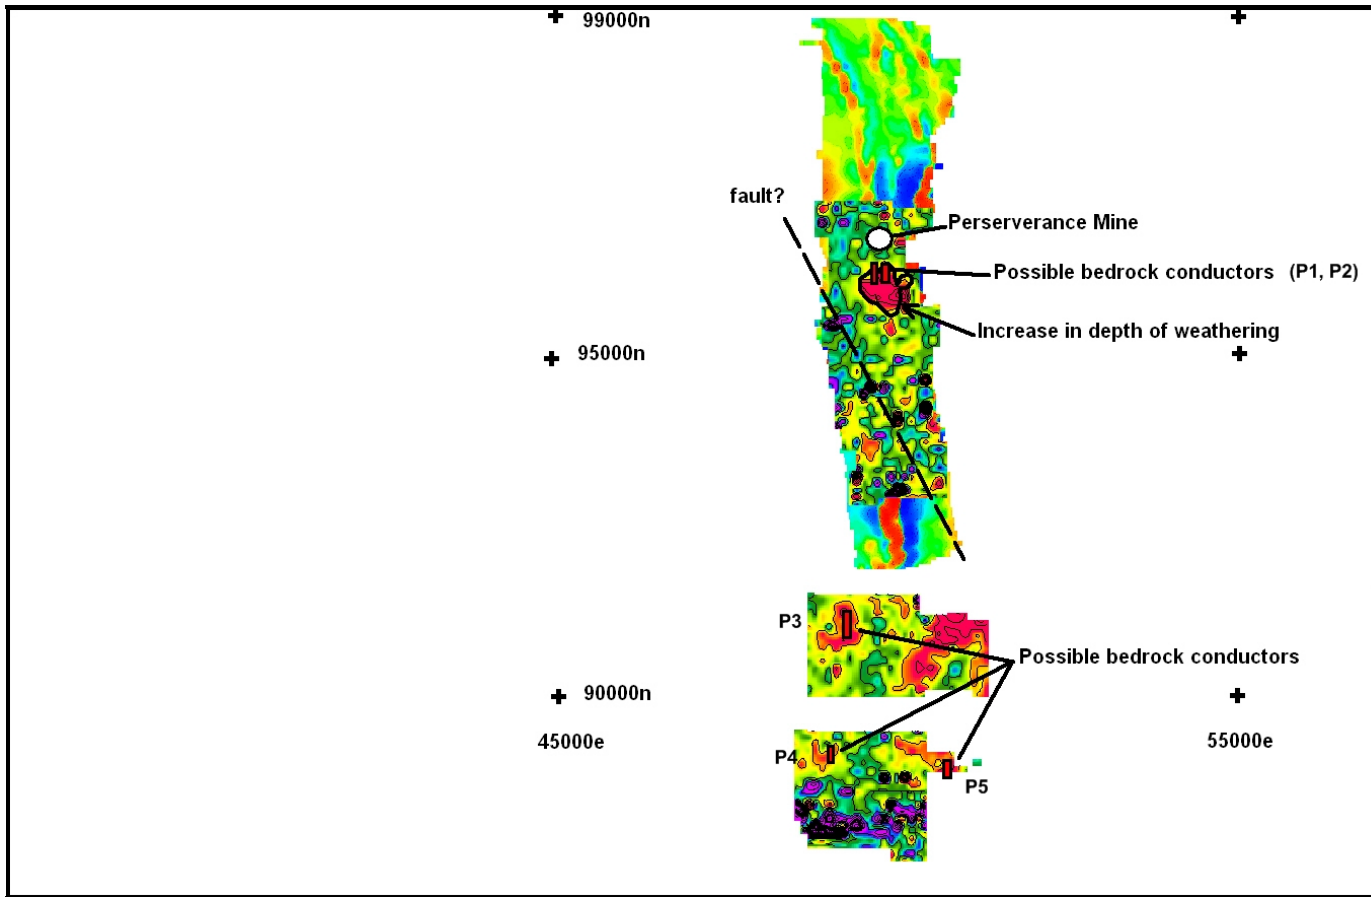 99000n
fault?
Perserverance Mine
Possible bedrock conductors (P1, P2)
Increase in depth of weathering
95000n
P3
Possible bedrock conductors
90000n
45000e
55000e
P4
P5